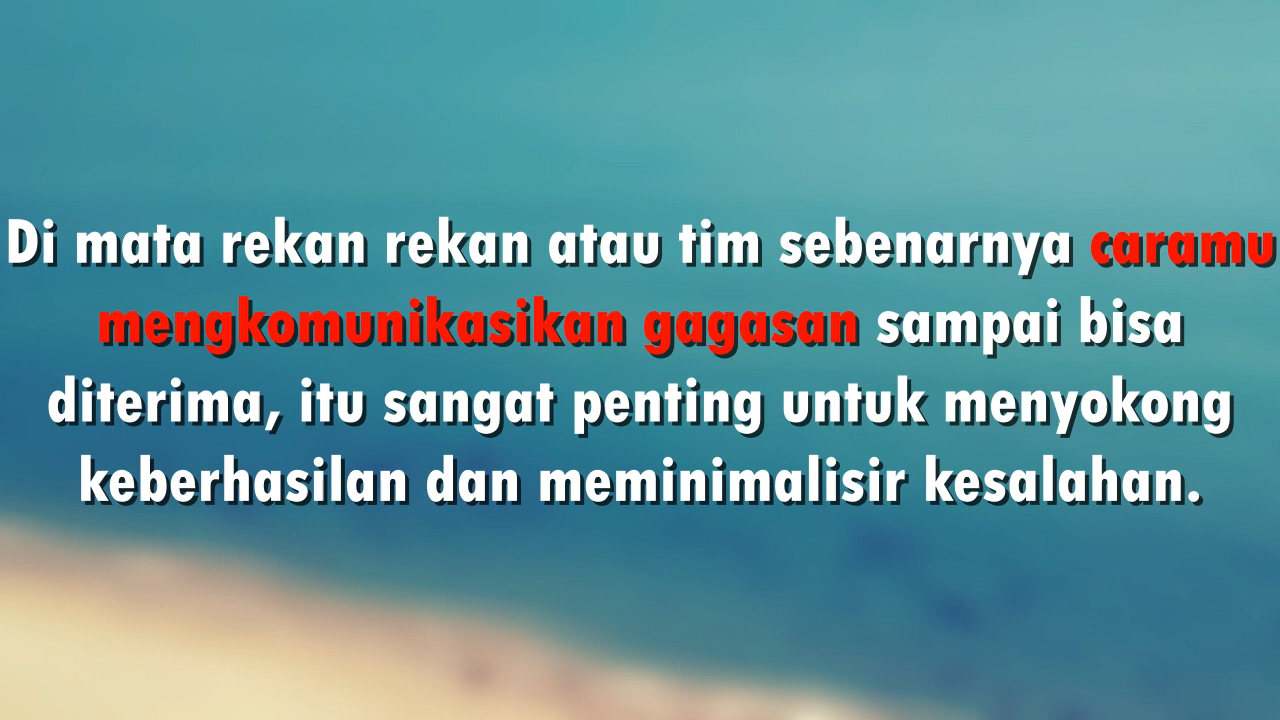 Di mata rekan rekan atau tim sebenarnya caramu
mengkomunikasikan gagasan sampai bisa
diterima, itu sangat penting untuk menyokong
keberhasilan dan meminimalisir kesalahan.